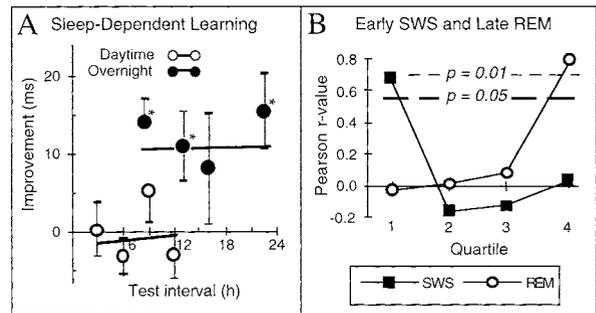 A Sleep-Dependent Learning
Daytime
Overnight
Improvement (ms)
20
10
0
*
*
*
6
12
18
24
Test interval (h)
B Early SWS and Late REM
Pearson r-value
0.8
0.6
0.4
0.2
0.0
-0.2
p = 0.01
p = 0.05
1 2 3 4
Quartile
SWS REM